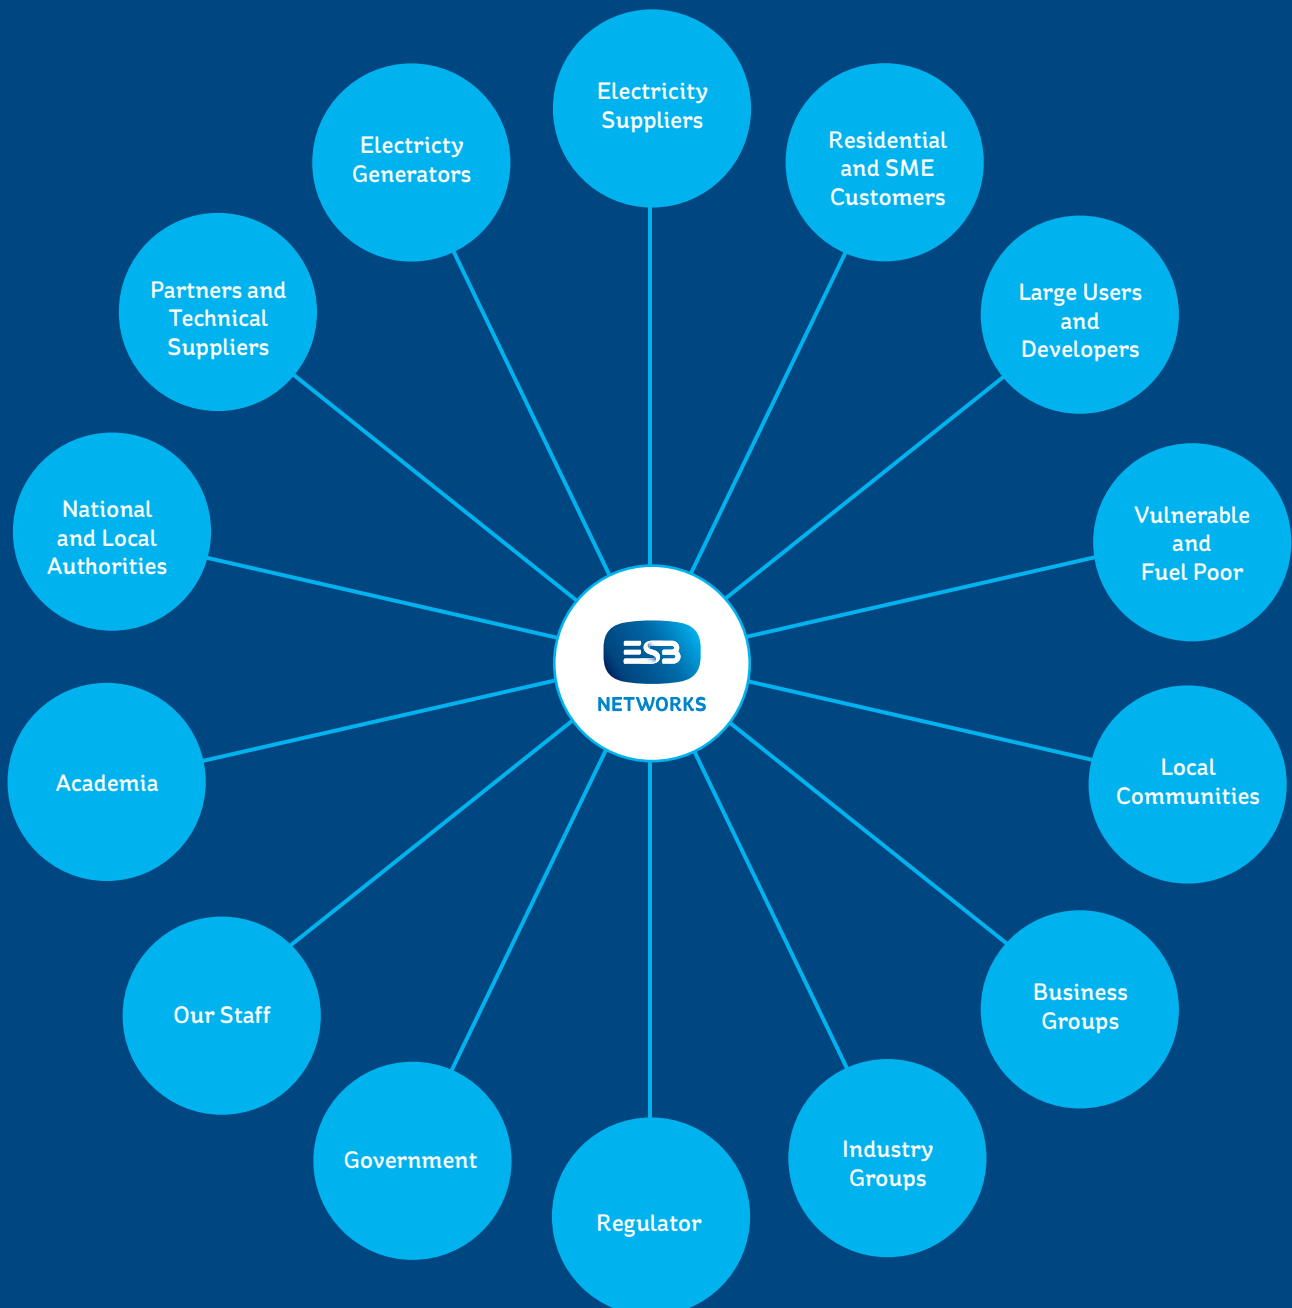 Electricity
Suppliers
Residential
and SME
Customers
Large Users
and
Developers
Vulnerable
and
Fuel Poor
Local
Communities
Business
Groups
Industry
Groups
Regulator
Government
Our Staff
Academia
National
and Local
Authorities
Partners and
Technical
Suppliers
Electricty
Generators
ESB
NETWORKS